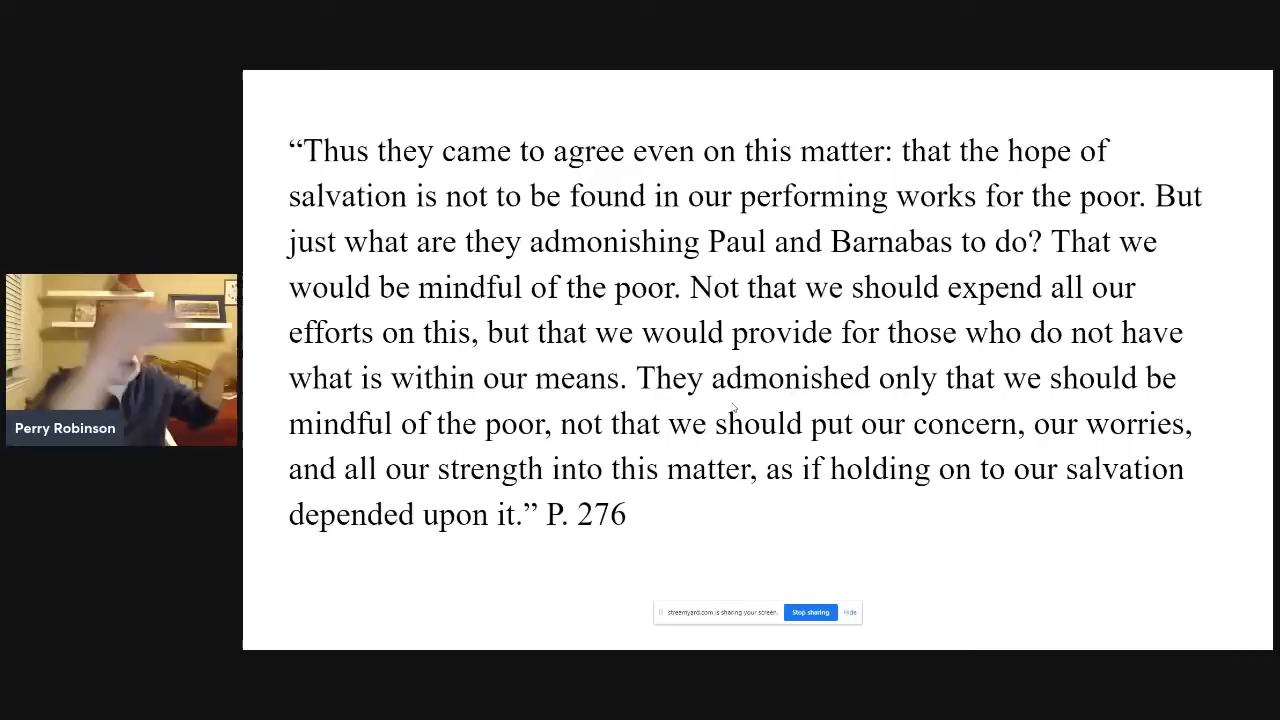 “Thus they came to agree even on this matter: that the hope of
salvation is not to be found in our performing works for the poor. But
just what are they admonishing Paul and Barnabas to do? That we
would be mindful of the poor. Not that we should expend all our
efforts on this, but that we would provide for those who do not have
what is within our means. They admonished only that we should be
mindful of the poor, not that we should put our concern, our worries,
and all our strength into this matter, as if holding on to our salvation
depended upon it.” P. 276
Perry Robinson
streamyard.com is sharing your screen. Stop sharing Hide